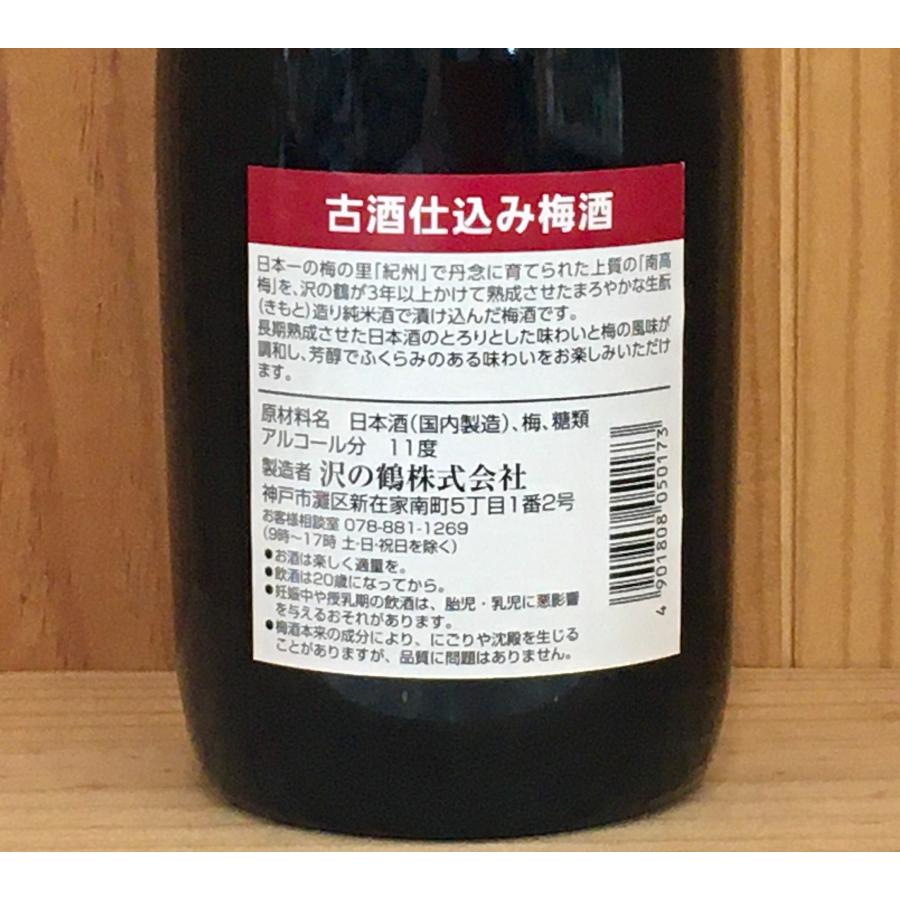 古酒仕込み梅酒
日本一の梅の里「紀州」で丹念に育てられた上質の「南高
梅」を、沢の鶴が3年以上かけて熟成させたまろやかな生酛
(きもと)造り純米酒で漬け込んだ梅酒です。
長期熟成させた日本酒のとろりとした味わいと梅の風味が
調和し、芳醇でふくらみのある味わいをお楽しみいただけ
ます。
原材料名 日本酒(国内製造)、梅、糖類
アルコール分 11度
製造者 沢の鶴株式会社
神戸市灘区新在家南町5丁目1番2号
お客様相談室 078-881-1269
(9時〜17時 土・日・祝日を除く)
●お酒は楽しく適量を。
●飲酒は20歳になってから。
●妊娠中や授乳期の飲酒は、胎児・乳児に悪影響
を与えるおそれがあります。
●梅酒本来の成分により、にごりや沈殿を生じる
ことがありますが、品質に問題はありません。
4 901808 050173